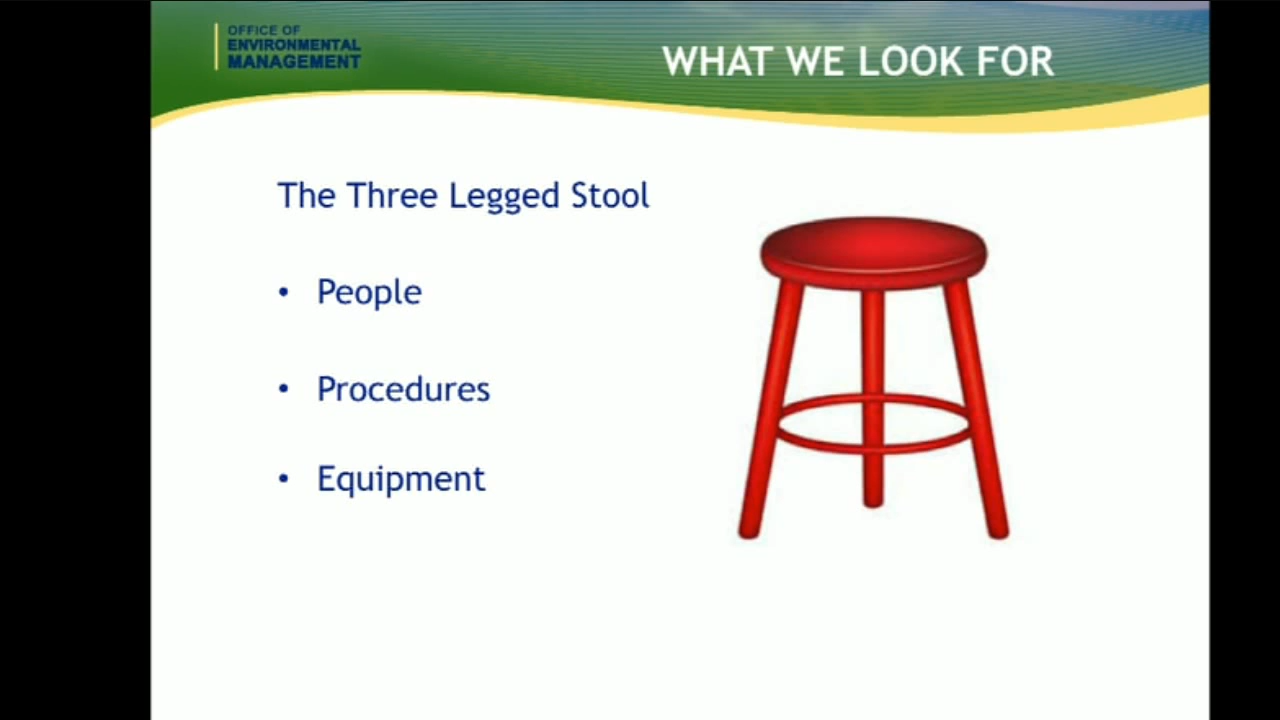 OFFICE OF
ENVIRONMENTAL
MANAGEMENT
WHAT WE LOOK FOR
The Three Legged Stool
• People
• Procedures
• Equipment